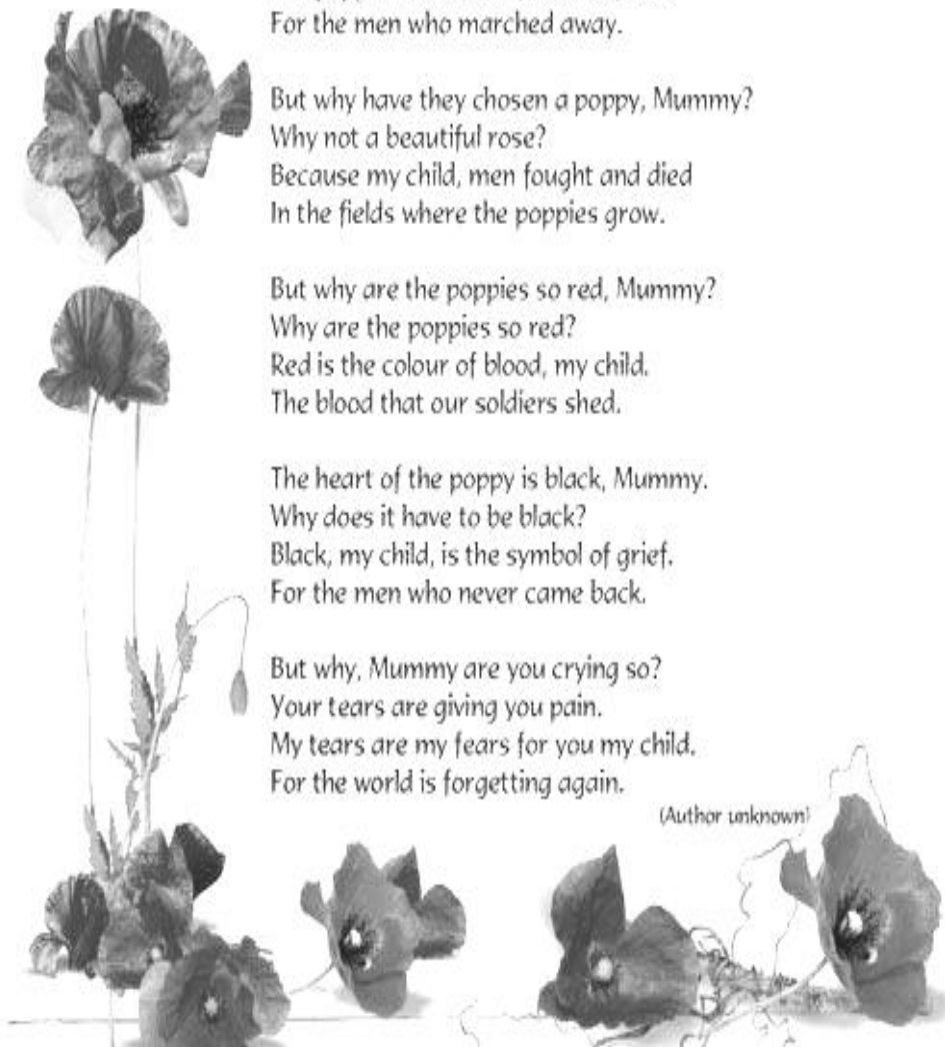 For the men who marched away.
But why have they chosen a poppy, Mummy?
Why not a beautiful rose?
Because my child, men fought and died
In the fields where the poppies grow.
But why are the poppies so red, Mummy?
Why are the poppies so red?
Red is the colour of blood, my child.
The blood that our soldiers shed.
The heart of the poppy is black, Mummy.
Why does it have to be black?
Black, my child, is the symbol of grief.
For the men who never came back.
But why, Mummy are you crying so?
Your tears are giving you pain.
My tears are my fears for you my child.
For the world is forgetting again.
(Author unknown)